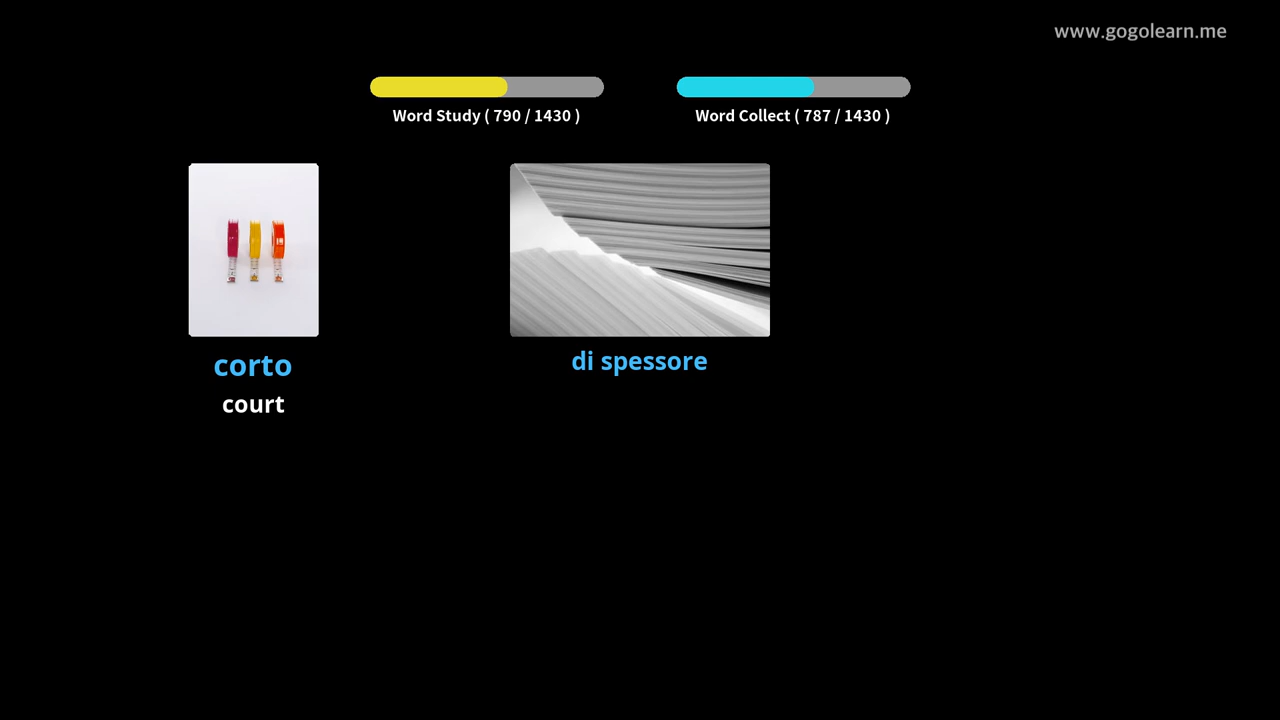 www.gogolearn.me
Word Study ( 790 / 1430 )
Word Collect ( 787 / 1430 )
corto
court
di spessore